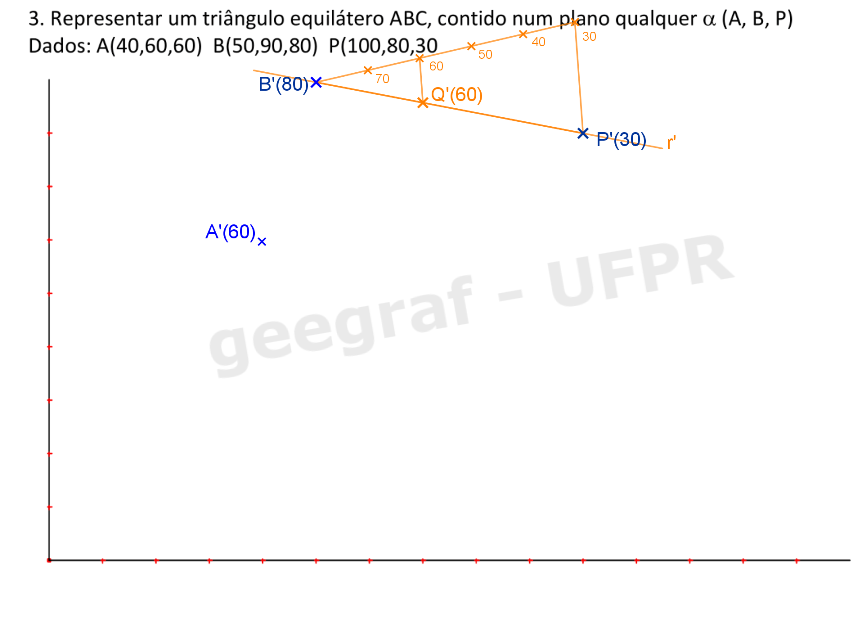 3. Representar um triângulo equilátero ABC, contido num plano qualquer α (A, B, P)
Dados: A(40,60,60) B(50,90,80) P(100,80,30
30
40
50
60
70
B'(80)
Q'(60)
P'(30)
r'
A'(60)
geegraf - UFPR